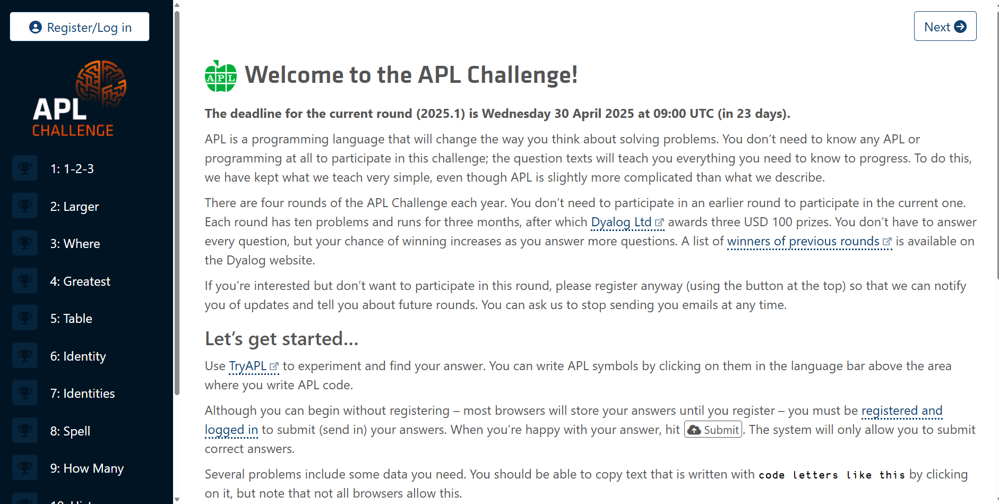 Register/Log in
APL
CHALLENGE
1: 1-2-3
2: Larger
3: Where
4: Greatest
5: Table
6: Identity
7: Identities
8: Spell
9: How Many
Next
APL
Welcome to the APL Challenge!
The deadline for the current round (2025.1) is Wednesday 30 April 2025 at 09:00 UTC (in 23 days).
APL is a programming language that will change the way you think about solving problems. You don’t need to know any APL or
programming at all to participate in this challenge; the question texts will teach you everything you need to know to progress. To do this,
we have kept what we teach very simple, even though APL is slightly more complicated than what we describe.
There are four rounds of the APL Challenge each year. You don’t need to participate in an earlier round to participate in the current one.
Each round has ten problems and runs for three months, after which Dyalog Ltd awards three USD 100 prizes. You don’t have to answer
every question, but your chance of winning increases as you answer more questions. A list of winners of previous rounds is available on
the Dyalog website.
If you’re interested but don’t want to participate in this round, please register anyway (using the button at the top) so that we can notify
you of updates and tell you about future rounds. You can ask us to stop sending you emails at any time.
Let’s get started…
Use TryAPL to experiment and find your answer. You can write APL symbols by clicking on them in the language bar above the area
where you write APL code.
Although you can begin without registering – most browsers will store your answers until you register – you must be registered and
logged in to submit (send in) your answers. When you’re happy with your answer, hit Submit. The system will only allow you to submit
correct answers.
Several problems include some data you need. You should be able to copy text that is written with code letters like this by clicking
on it, but note that not all browsers allow this.